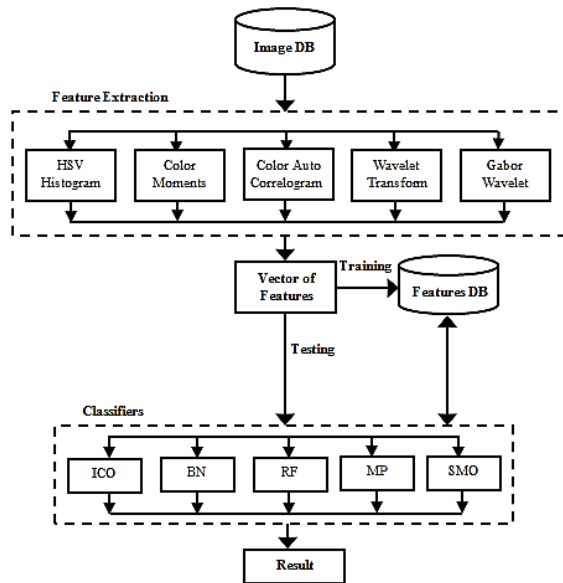 Image DB
Feature Extraction
HSV
Histogram
Color
Moments
Color Auto
Correlogram
Wavelet
Transform
Gabor
Wavelet
Vector of
Features
Training
Features DB
Testing
Classifiers
ICO
BN
RF
MP
SMO
Result